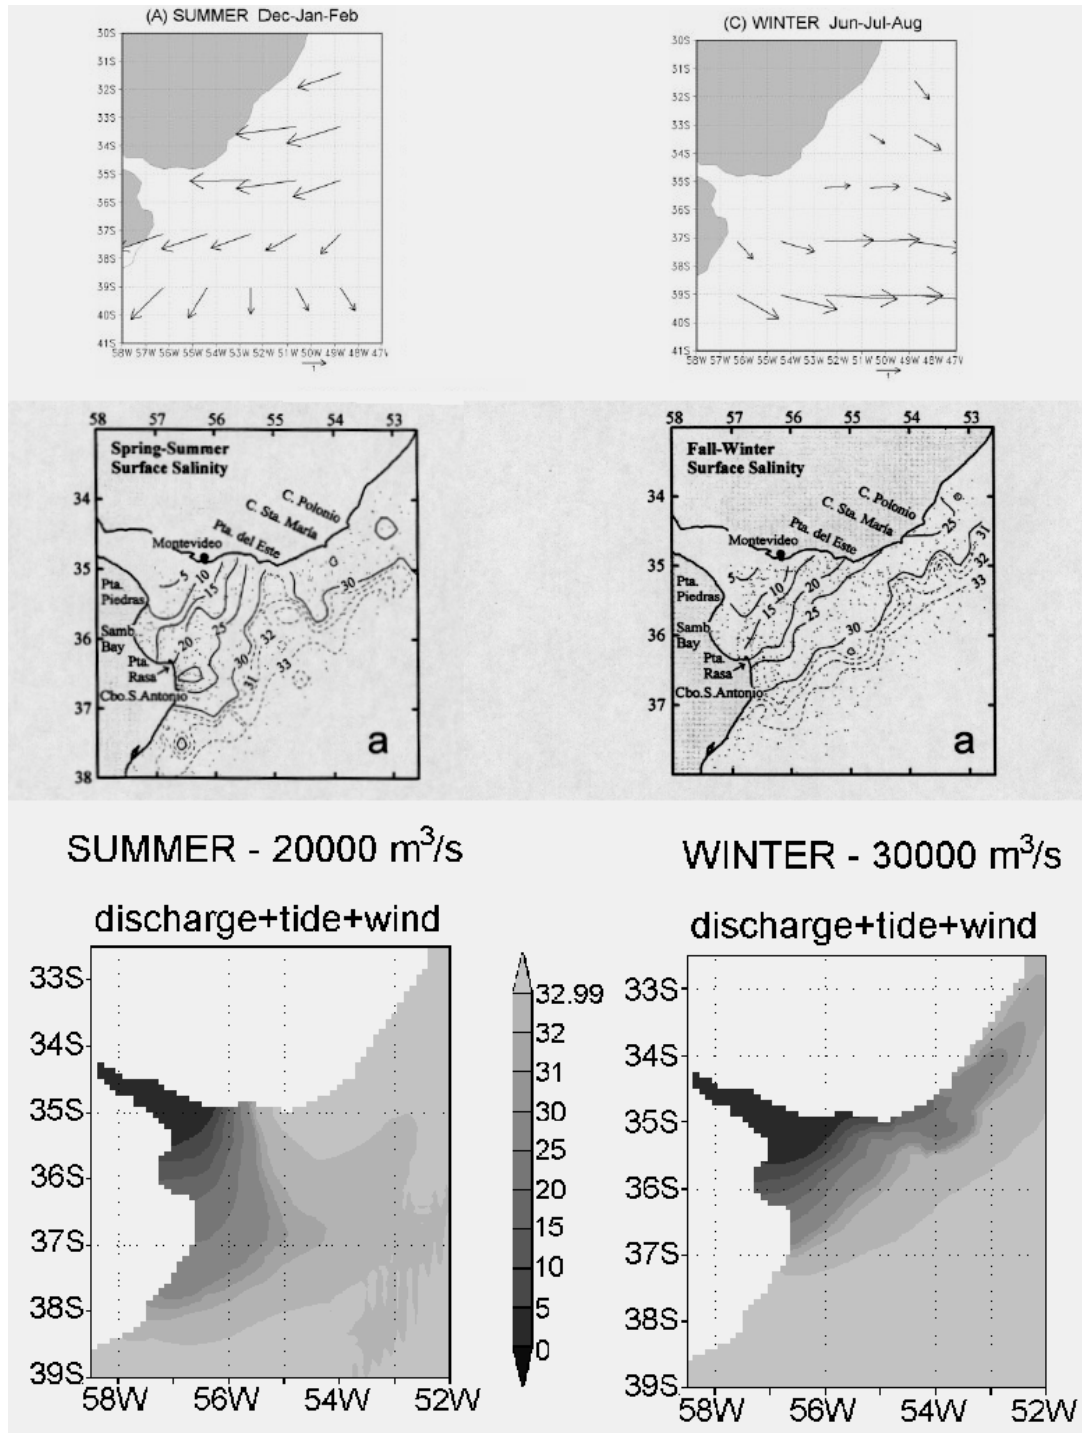 (A) SUMMER Dec-Jan-Feb
30S
31S
32S
33S
34S
35S
36S
37S
38S
39S
40S
41S
58W 57W 56W 55W 54W 53W 52W 51W 50W 49W 48W 47W
1
(C) WINTER Jun-Jul-Aug
30S
31S
32S
33S
34S
35S
36S
37S
38S
39S
40S
41S
58W 57W 56W 55W 54W 53W 52W 51W 50W 49W 48W 47W
1
58 57 56 55 54 53
Spring-Summer
Surface Salinity
34
35
36
37
38
C. Polonio
C. Sta. María
Pta. del Este
Montevideo
Pta.
Piedras
Samb.
Bay
Pta.
Rasa
Cbo.S.Antonio
5
10
15
20
25
30
30
31
32
33
a
58 57 56 55 54 53
Fall-Winter
Surface Salinity
34
35
36
37
C. Polonio
C. Sta. María
Pta. del Este
Montevideo
Pta.
Piedras
Samb.
Bay
Pta.
Rasa
Cbo.S.Antonio
5
10
15
20
25
25
30
31
32
33
a
SUMMER - 20000 m³/s
discharge+tide+wind
33S
34S
35S
36S
37S
38S
39S
58W 56W 54W 52W
32.99
32
31
30
25
20
15
10
5
0
WINTER - 30000 m³/s
discharge+tide+wind
33S
34S
35S
36S
37S
38S
39S
58W 56W 54W 52W